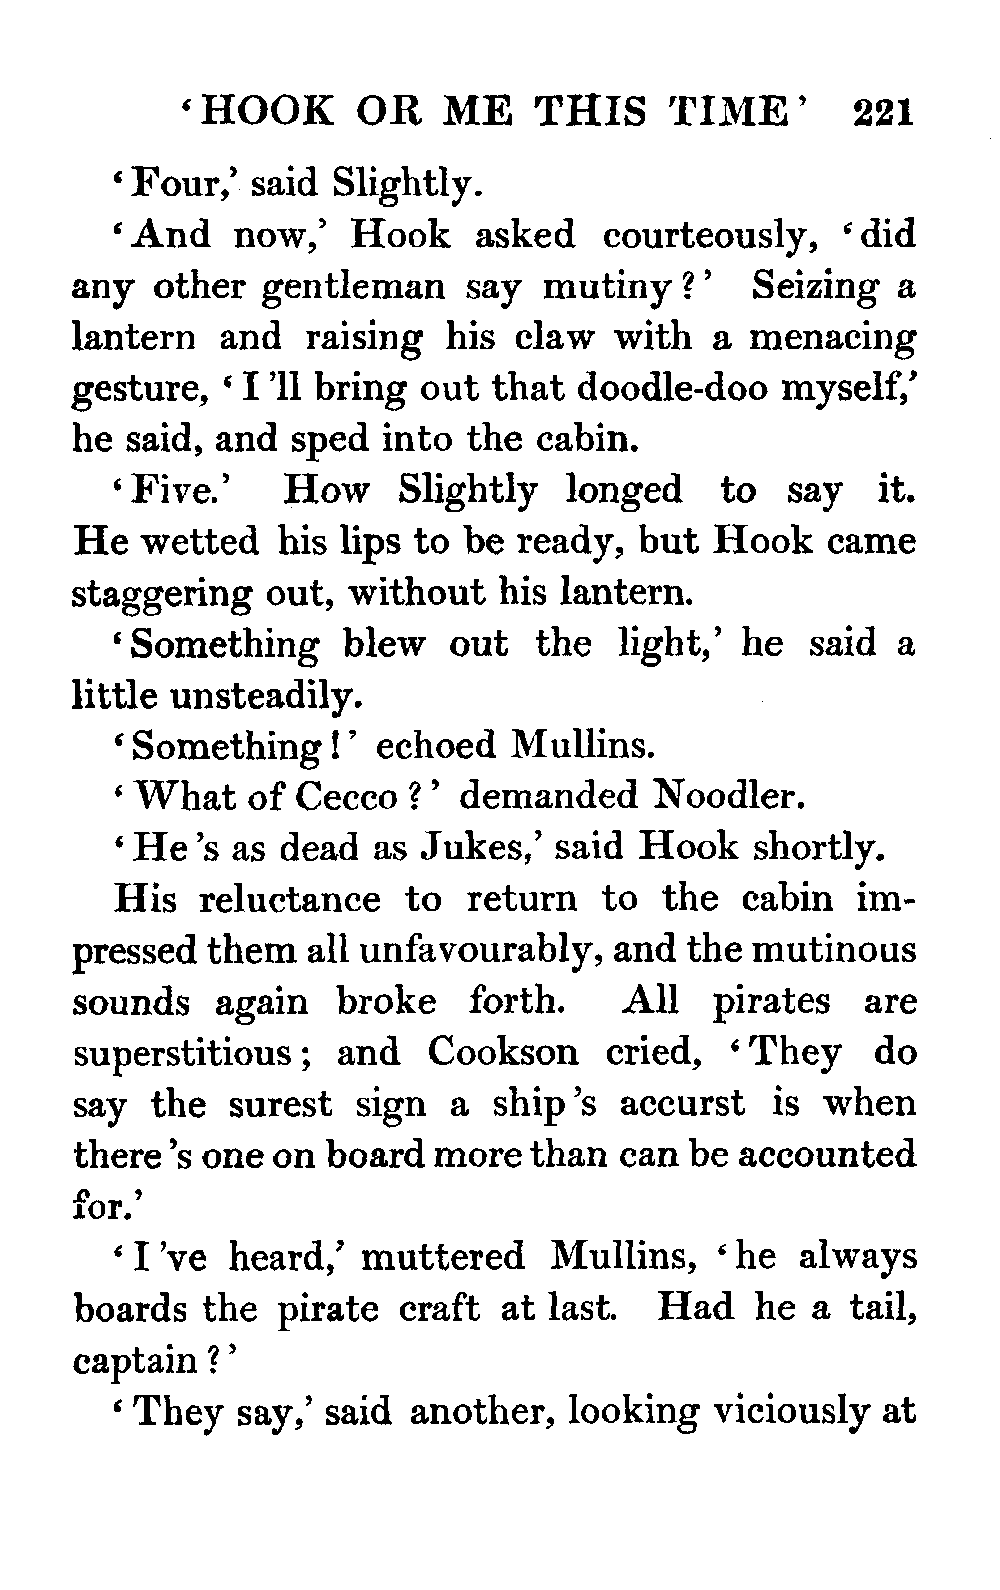 ‘HOOK OR ME THIS TIME’ 221
‘Four,’ said Slightly.
‘And now,’ Hook asked courteously, ‘did
any other gentleman say mutiny?’ Seizing a
lantern and raising his claw with a menacing
gesture, ‘I’ll bring out that doodle-doo myself,’
he said, and sped into the cabin.
‘Five.’ How Slightly longed to say it.
He wetted his lips to be ready, but Hook came
staggering out, without his lantern.
‘Something blew out the light,’ he said a
little unsteadily.
‘Something!’ echoed Mullins.
‘What of Cecco?’ demanded Noodler.
‘He’s as dead as Jukes,’ said Hook shortly.
His reluctance to return to the cabin im-
pressed them all unfavourably, and the mutinous
sounds again broke forth. All pirates are
superstitious; and Cookson cried, ‘They do
say the surest sign a ship’s accurst is when
there’s one on board more than can be accounted
for.’
‘I’ve heard,’ muttered Mullins, ‘he always
boards the pirate craft at last. Had he a tail,
captain?’
‘They say,’ said another, looking viciously at